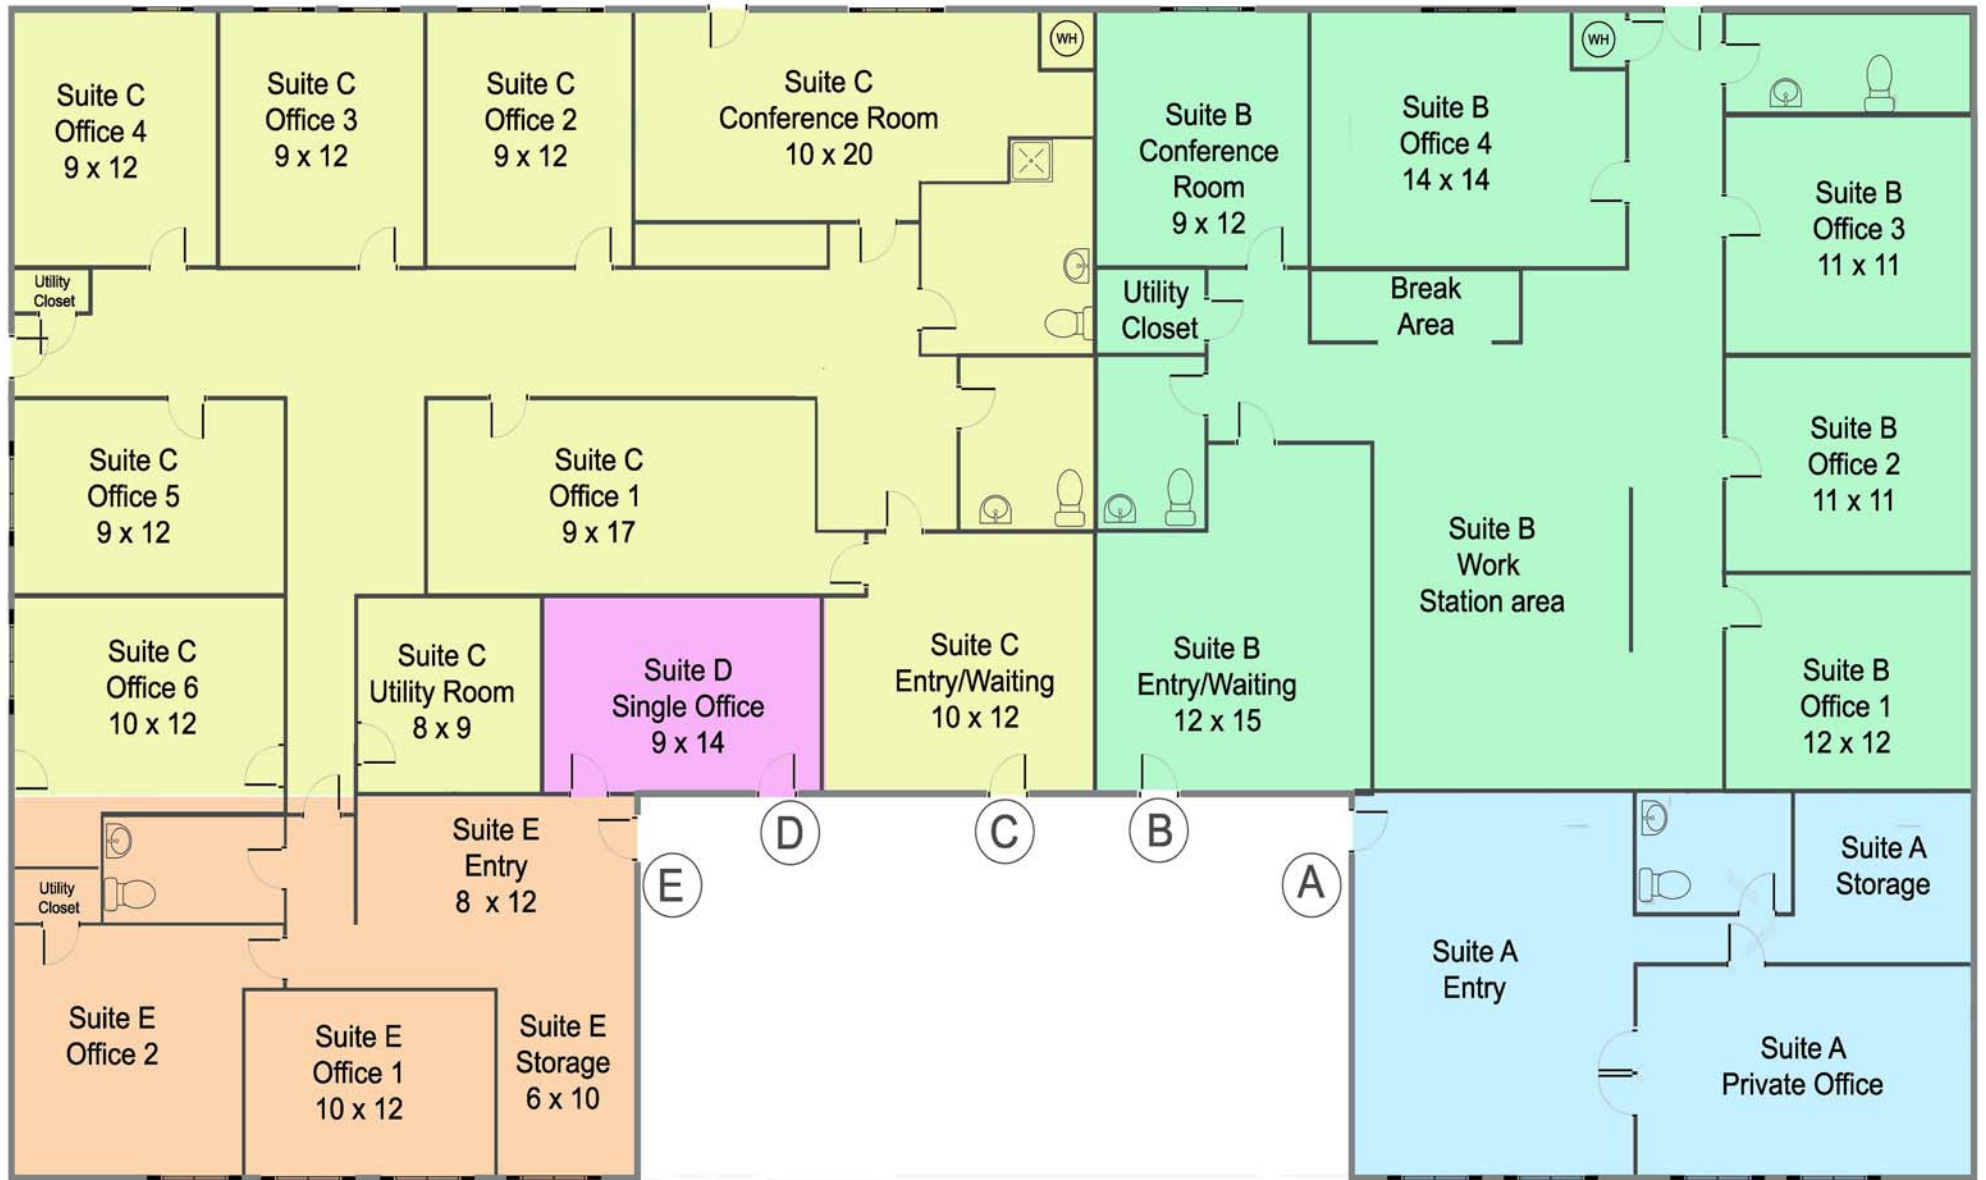 Suite C
Office 4
9 x 12
Suite C
Office 3
9 x 12
Suite C
Office 2
9 x 12
Suite C
Conference Room
10 x 20
WH
Suite B
Conference
Room
9 x 12
Suite B
Office 4
14 x 14
WH
Suite B
Office 3
11 x 11
Utility
Closet
Utility
Closet
Break
Area
Suite C
Office 5
9 x 12
Suite C
Office 1
9 x 17
Suite B
Office 2
11 x 11
Suite B
Work
Station area
Suite C
Office 6
10 x 12
Suite C
Utility Room
8 x 9
Suite D
Single Office
9 x 14
Suite C
Entry/Waiting
10 x 12
Suite B
Entry/Waiting
12 x 15
Suite B
Office 1
12 x 12
D
C
B
E
A
Suite E
Entry
8 x 12
Utility
Closet
Suite A
Storage
Suite A
Entry
Suite E
Office 2
Suite E
Office 1
10 x 12
Suite E
Storage
6 x 10
Suite A
Private Office